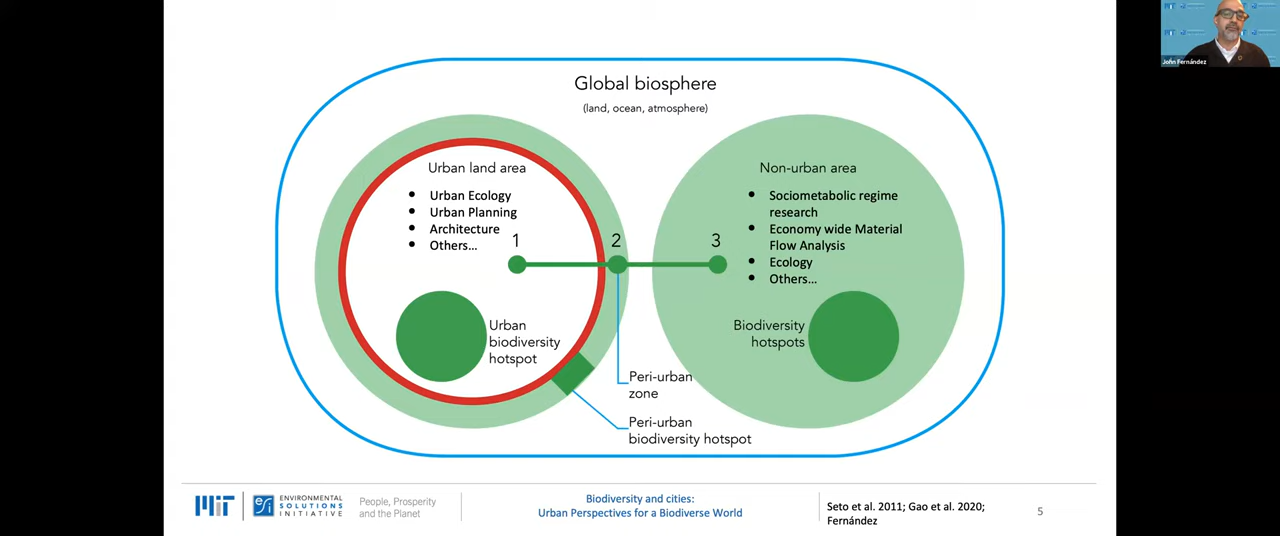 John Fernández
Global biosphere
(land, ocean, atmosphere)
Urban land area
• Urban Ecology
• Urban Planning
• Architecture
• Others...
Non-urban area
• Sociometabolic regime
research
• Economy wide Material
Flow Analysis
• Ecology
• Others...
1
2
3
Urban
biodiversity
hotspot
Biodiversity
hotspots
Peri-urban
zone
Peri-urban
biodiversity hotspot
MIT
esi
ENVIRONMENTAL
SOLUTIONS
INITIATIVE
People, Prosperity
and the Planet
Biodiversity and cities:
Urban Perspectives for a Biodiverse World
Seto et al. 2011; Gao et al. 2020;
Fernández
5